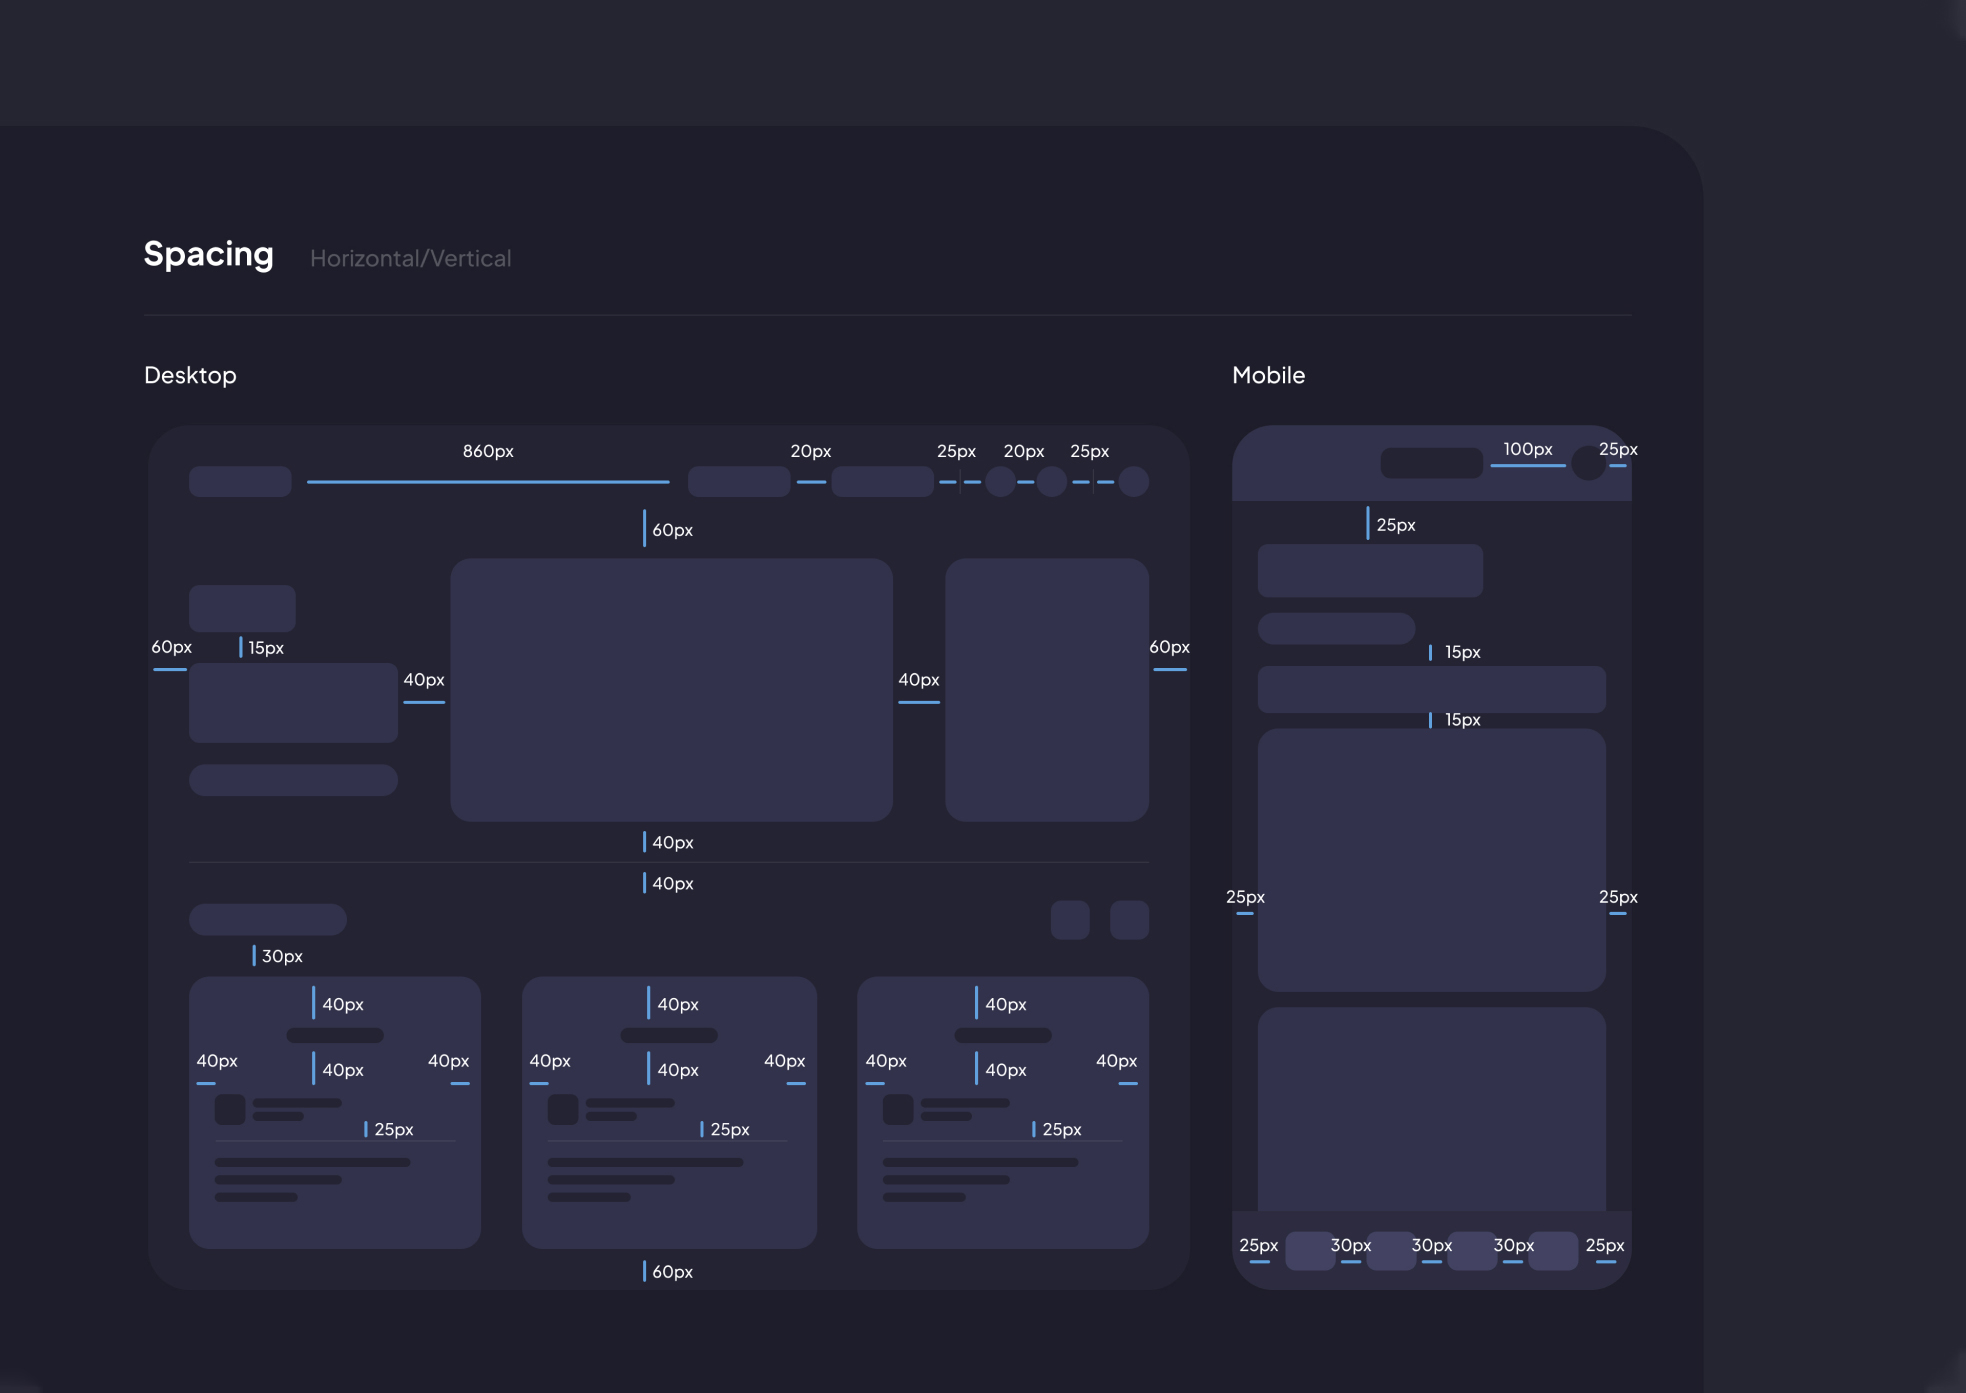 Spacing Horizontal/Vertical
Desktop
860px 20px 25px 20px 25px
60px
60px 15px
40px 40px
60px
40px
40px
30px
40px 40px 40px
40px 40px 40px 40px 40px 40px 40px 40px 40px
25px 25px 25px
60px
Mobile
100px 25px
25px
15px
15px
25px 25px
25px 30px 30px 30px 25px